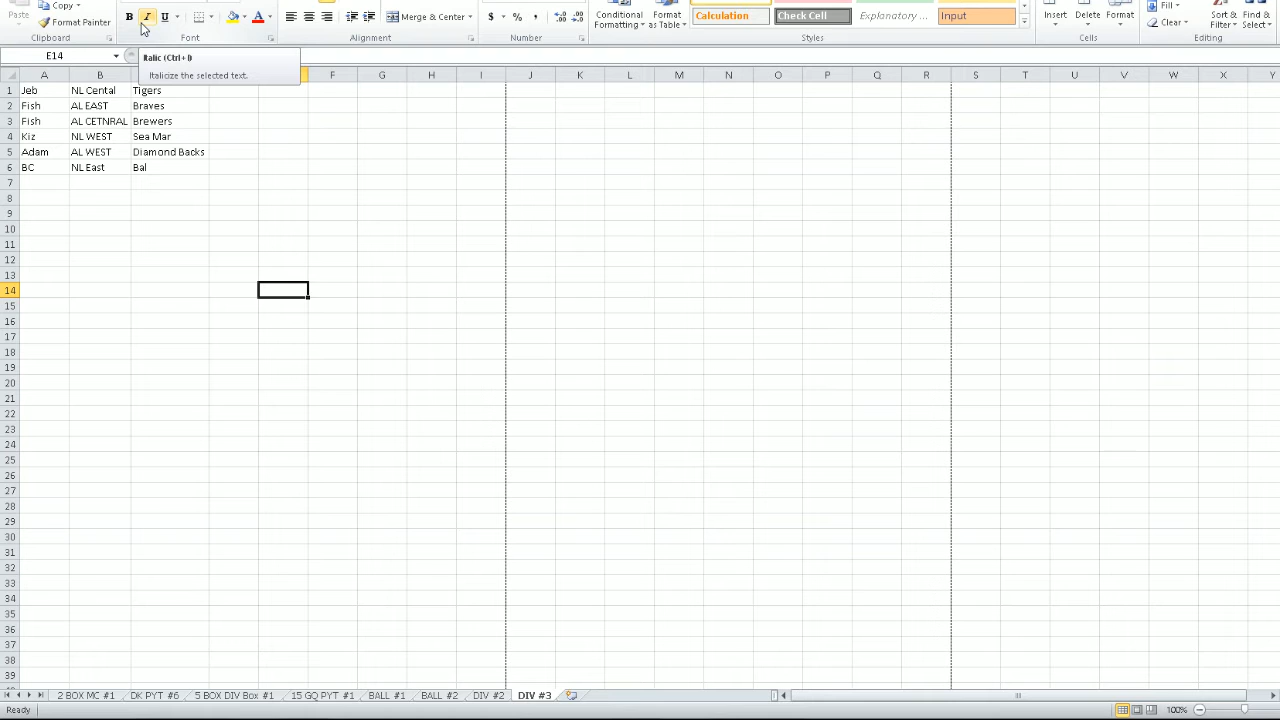 Paste Copy Format Painter B I U A Merge & Center $ % , Conditional Formatting Format as Table Calculation Check Cell Explanatory ... Input Insert Delete Format Fill Clear Sort & Filter Find & Select
Clipboard Font Alignment Number Styles Cells Editing
E14
Italic (Ctrl+I)
Italicize the selected text.
A B C F G H I J K L M N O P Q R S T U V W X Y
1 Jeb NL Cental Tigers
2 Fish AL EAST Braves
3 Fish AL CETNRAL Brewers
4 Kiz NL WEST Sea Mar
5 Adam AL WEST Diamond Backs
6 BC NL East Bal
7
8
9
10
11
12
13
14
15
16
17
18
19
20
21
22
23
24
25
26
27
28
29
30
31
32
33
34
35
36
37
38
39
2 BOX MC #1 DK PYT #6 5 BOX DIV Box #1 15 GQ PYT #1 BALL #1 BALL #2 DIV #2 DIV #3
Ready 100%